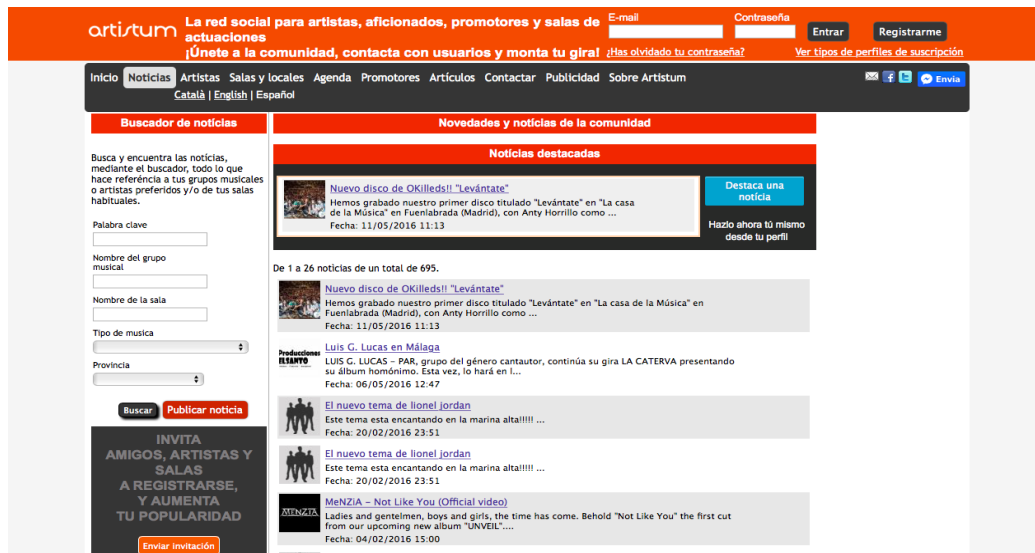 artistum
La red social para artistas, aficionados, promotores y salas de
actuaciones
¡Únete a la comunidad, contacta con usuarios y monta tu gira!
E-mail
Contraseña
Entrar
Registrarme
¿Has olvidado tu contraseña?
Ver tipos de perfiles de suscripción
Inicio Noticias Artistas Salas y locales Agenda Promotores Artículos Contactar Publicidad Sobre Artistum
Envia
Català | English | Español
Buscador de notícias
Busca y encuentra las notícias,
mediante el buscador, todo lo que
hace referéncia a tus grupos musicales
o artistas preferidos y/o de tus salas
habituales.
Palabra clave
Nombre del grupo
musical
Nombre de la sala
Tipo de musica
Provincia
Buscar
Publicar noticia
INVITA
AMIGOS, ARTISTAS Y
SALAS
A REGISTRARSE,
Y AUMENTA
TU POPULARIDAD
Enviar invitación
Novedades y notícias de la comunidad
Notícias destacadas
Nuevo disco de OKilleds!! "Levántate"
Hemos grabado nuestro primer disco titulado "Levántate" en "La casa
de la Música" en Fuenlabrada (Madrid), con Anty Horrillo como ...
Fecha: 11/05/2016 11:13
Destaca una
notícia
Hazlo ahora tú mismo
desde tu perfil
De 1 a 26 noticias de un total de 695.
Nuevo disco de OKilleds!! "Levántate"
Hemos grabado nuestro primer disco titulado "Levántate" en "La casa de la Música" en
Fuenlabrada (Madrid), con Anty Horrillo como ...
Fecha: 11/05/2016 11:13
Producciones
ELSANTO
Luis G. Lucas en Málaga
LUIS G. LUCAS - PAR, grupo del género cantautor, continúa su gira LA CATERVA presentando
su álbum homónimo. Esta vez, lo hará en l...
Fecha: 06/05/2016 12:47
El nuevo tema de lionel jordan
Este tema esta encantando en la marina alta!!!!! ...
Fecha: 20/02/2016 23:51
El nuevo tema de lionel jordan
Este tema esta encantando en la marina alta!!!!! ...
Fecha: 20/02/2016 23:51
MENZIA
MeNZiA - Not Like You (Official video)
Ladies and gentelmen, boys and girls, the time has come. Behold "Not Like You" the first cut
from our upcoming new album "UNVEIL"....
Fecha: 04/02/2016 15:00